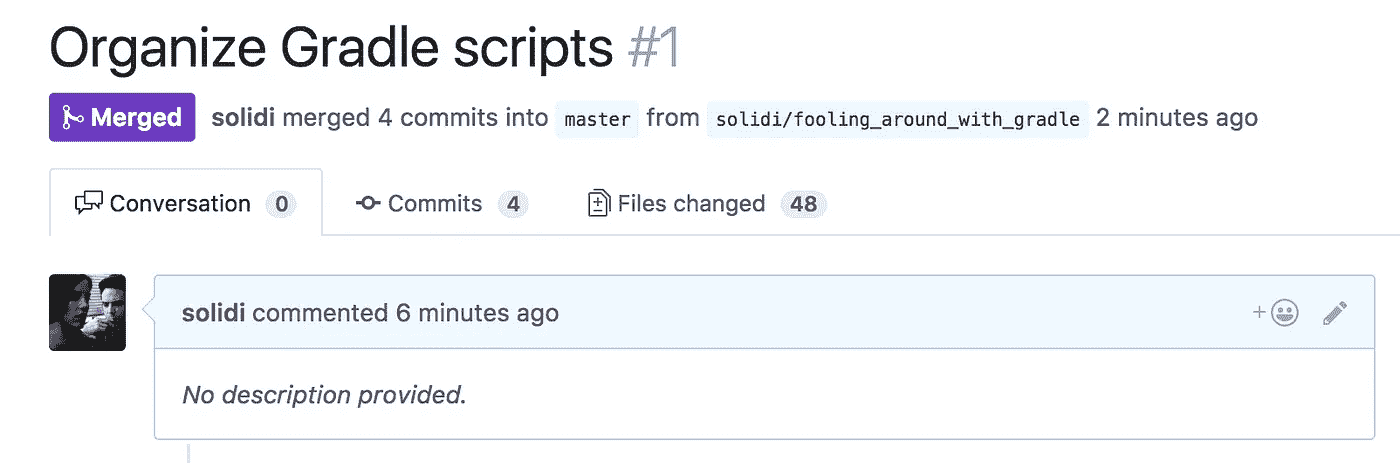 Organize Gradle scripts #1
Merged solidi merged 4 commits into master from solidi/fooling_around_with_gradle 2 minutes ago
Conversation 0 Commits 4 Files changed 48
solidi commented 6 minutes ago
No description provided.